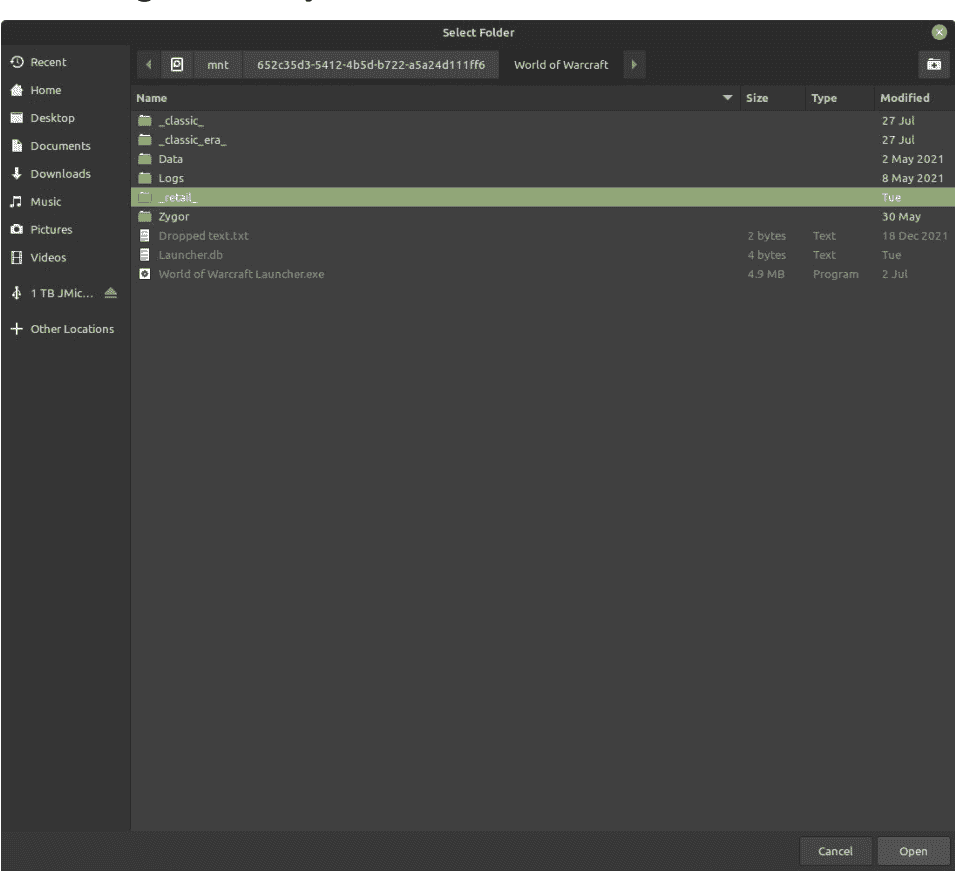 Select Folder
Recent
Home
Desktop
Documents
Downloads
Music
Pictures
Videos
1 TB JMic...
Other Locations
mnt 652c35d3-5412-4b5d-b722-a5a24d111ff6 World of Warcraft
Name Size Type Modified
_classic_ 27 Jul
_classic_era_ 27 Jul
Data 2 May 2021
Logs 8 May 2021
_retail_ Tue
Zygor 30 May
Dropped text.txt 2 bytes Text 18 Dec 2021
Launcher.db 4 bytes Text Tue
World of Warcraft Launcher.exe 4.9 MB Program 2 Jul
Cancel Open